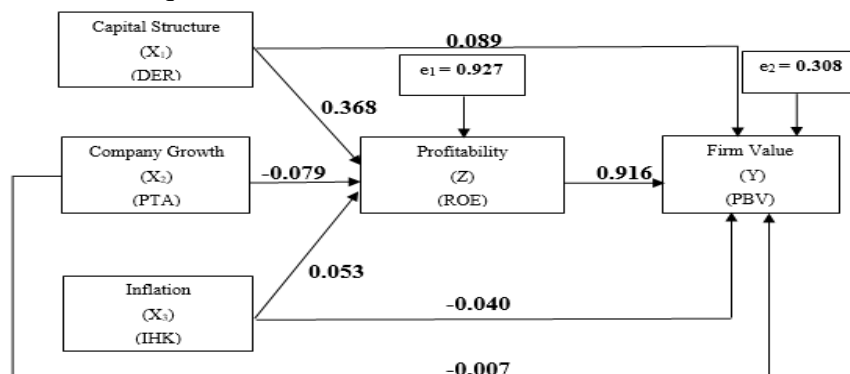 Capital Structure
(X₁)
(DER)
0.089
e₁ = 0.927
e₂ = 0.308
0.368
Company Growth
(X₂)
(PTA)
-0.079
Profitability
(Z)
(ROE)
0.916
Firm Value
(Y)
(PBV)
0.053
Inflation
(X₃)
(IHK)
-0.040
-0.007